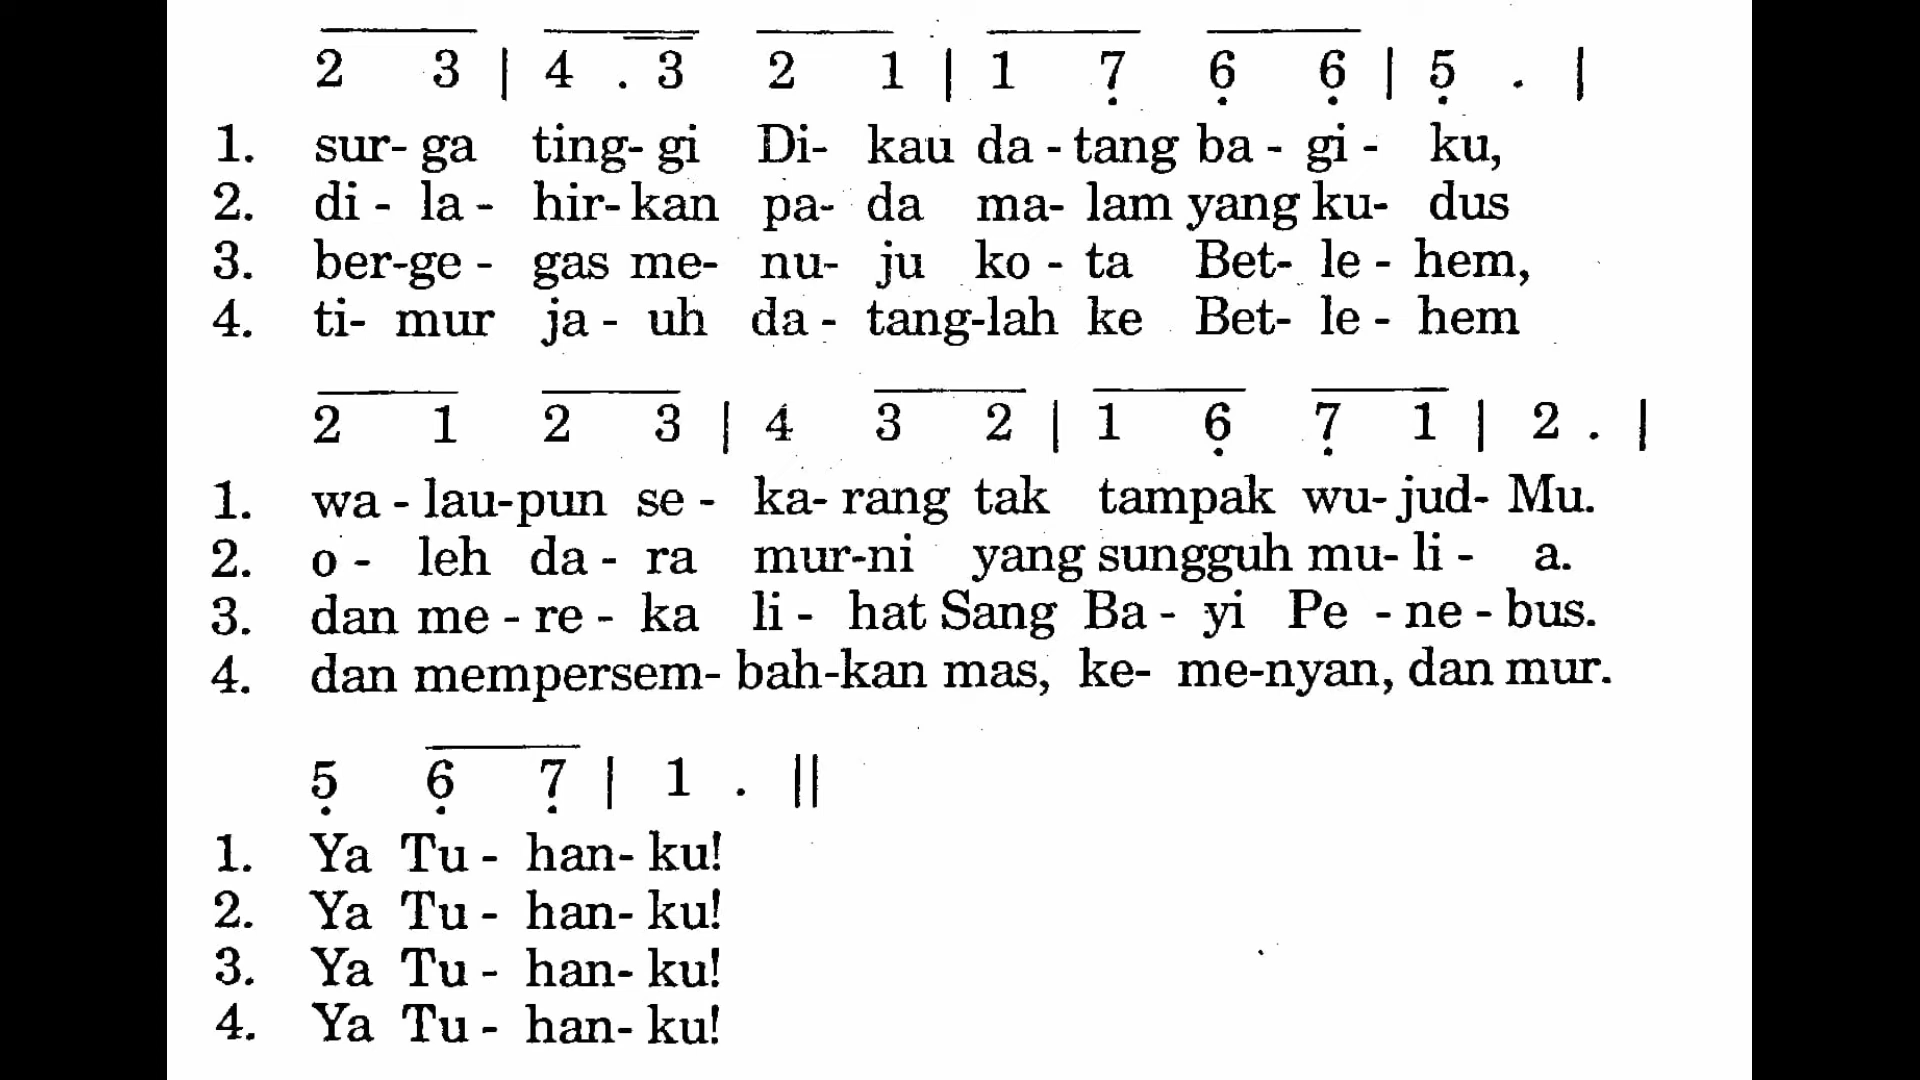 2 3 | 4 . 3 2 1 | 1 7̣ 6̣ 6̣ | 5̣ . |
1. sur- ga ting- gi Di- kau da - tang ba - gi - ku,
2. di - la - hir- kan pa- da ma- lam yang ku- dus
3. ber-ge - gas me- nu- ju ko - ta Bet- le - hem,
4. ti- mur ja - uh da - tang-lah ke Bet- le - hem
2 1 2 3 | 4 3 2 | 1 6̣ 7̣ 1 | 2 . |
1. wa - lau-pun se - ka- rang tak tampak wu- jud- Mu.
2. o - leh da - ra mur-ni yang sungguh mu- li - a.
3. dan me - re - ka li - hat Sang Ba - yi Pe - ne - bus.
4. dan mempersem- bah-kan mas, ke- me-nyan, dan mur.
5̣ 6̣ 7̣ | 1 . ||
1. Ya Tu - han- ku!
2. Ya Tu - han- ku!
3. Ya Tu - han- ku!
4. Ya Tu - han- ku!